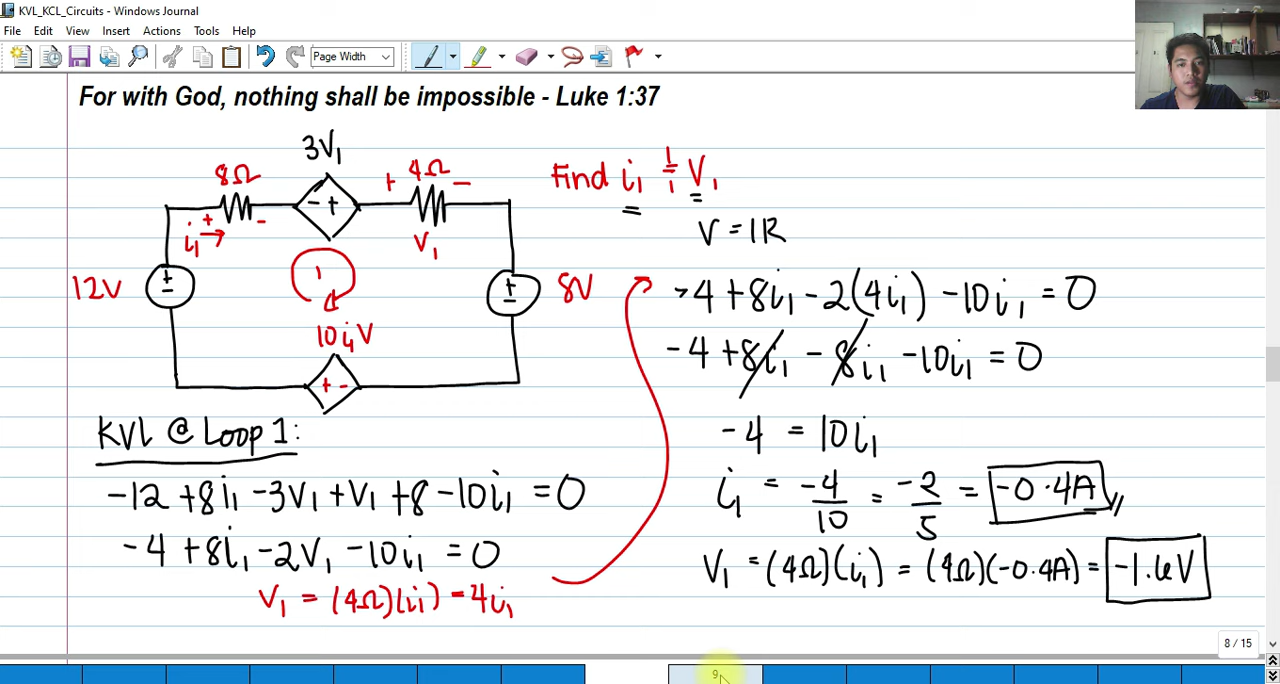 KVL_KCL_Circuits - Windows Journal
File Edit View Insert Actions Tools Help
Page Width
For with God, nothing shall be impossible - Luke 1:37
3V₁
8Ω
+ 4Ω -
- +
i₁ + -
V₁
12V
+ -
1
+ -
8V
10i₁V
+ -
KVL @ Loop 1:
-12 +8i₁ -3V₁ +V₁ +8 -10i₁ = 0
-4 +8i₁ -2V₁ -10i₁ = 0
V₁ = (4Ω)(i₁) = 4i₁
Find i₁ & V₁
V = IR
-4 +8i₁ -2(4i₁) -10i₁ = 0
-4 +8i₁ - 8i₁ -10i₁ = 0
-4 = 10i₁
i₁ = -4/10 = -2/5 = -0.4A
V₁ = (4Ω)(i₁) = (4Ω)(-0.4A) = -1.6V
8 / 15
9